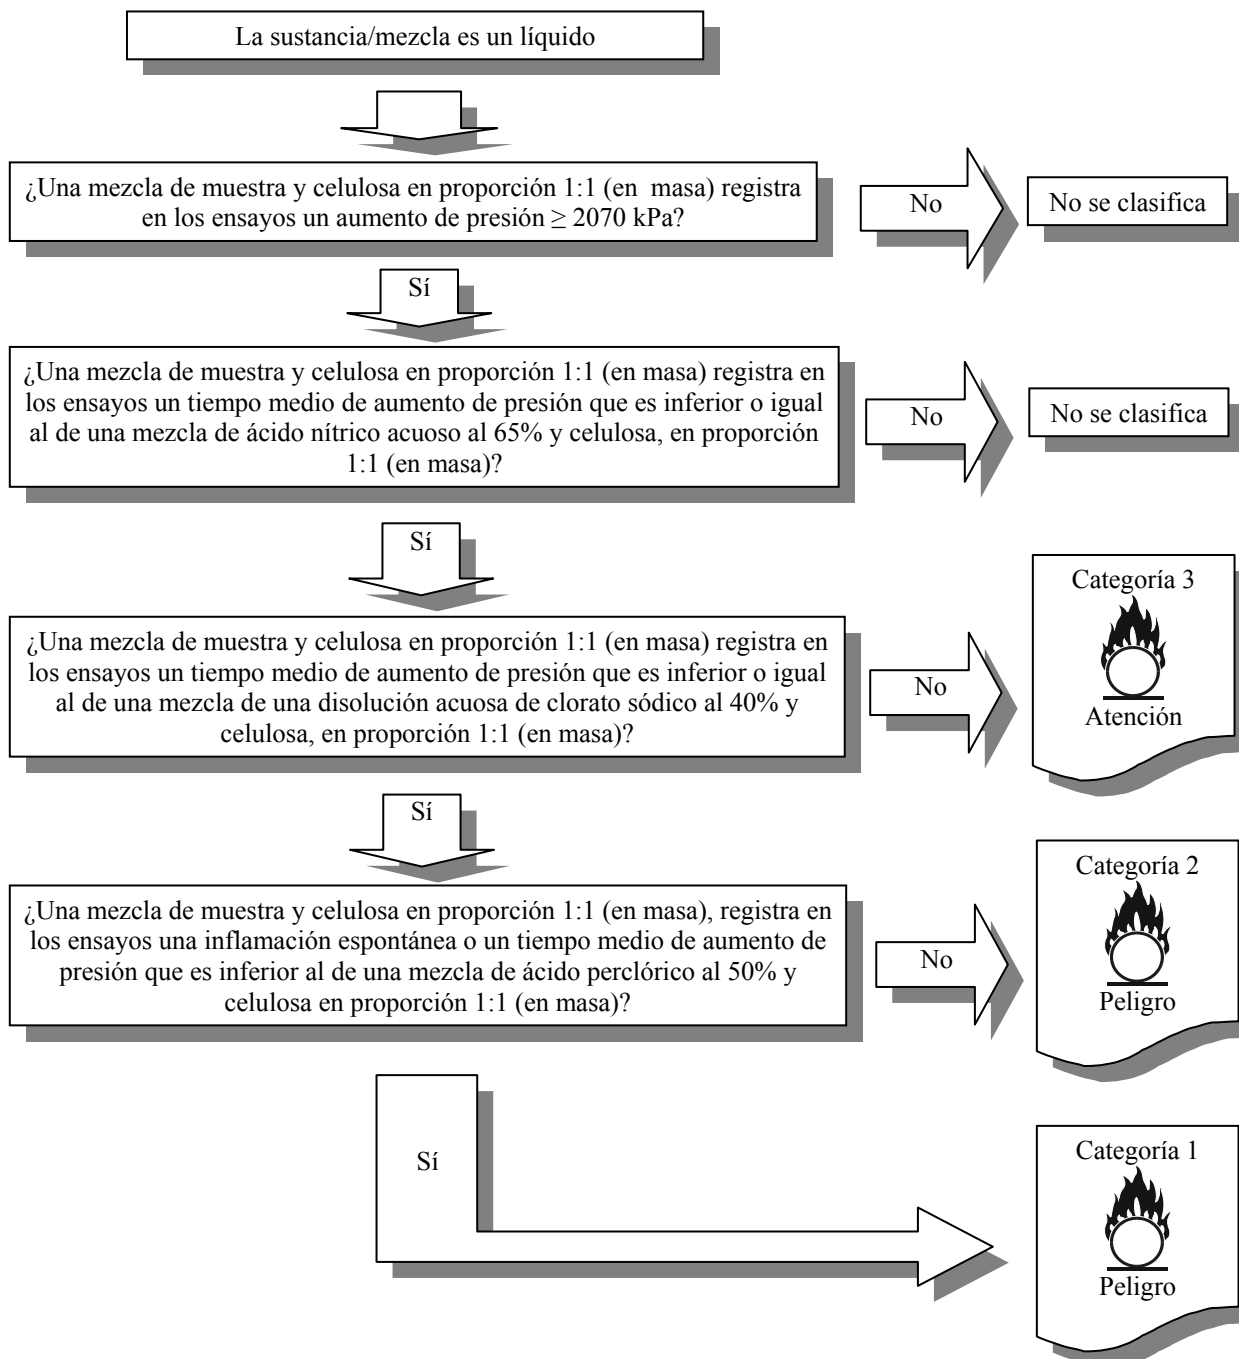 La sustancia/mezcla es un líquido
¿Una mezcla de muestra y celulosa en proporción 1:1 (en masa) registra
en los ensayos un aumento de presión ≥ 2070 kPa?
No
No se clasifica
Sí
¿Una mezcla de muestra y celulosa en proporción 1:1 (en masa) registra en
los ensayos un tiempo medio de aumento de presión que es inferior o igual
al de una mezcla de ácido nítrico acuoso al 65% y celulosa, en proporción
1:1 (en masa)?
No
No se clasifica
Sí
¿Una mezcla de muestra y celulosa en proporción 1:1 (en masa) registra en
los ensayos un tiempo medio de aumento de presión que es inferior o igual
al de una mezcla de una disolución acuosa de clorato sódico al 40% y
celulosa, en proporción 1:1 (en masa)?
No
Categoría 3
Atención
Sí
¿Una mezcla de muestra y celulosa en proporción 1:1 (en masa), registra en
los ensayos una inflamación espontánea o un tiempo medio de aumento de
presión que es inferior al de una mezcla de ácido perclórico al 50% y
celulosa en proporción 1:1 (en masa)?
No
Categoría 2
Peligro
Sí
Categoría 1
Peligro